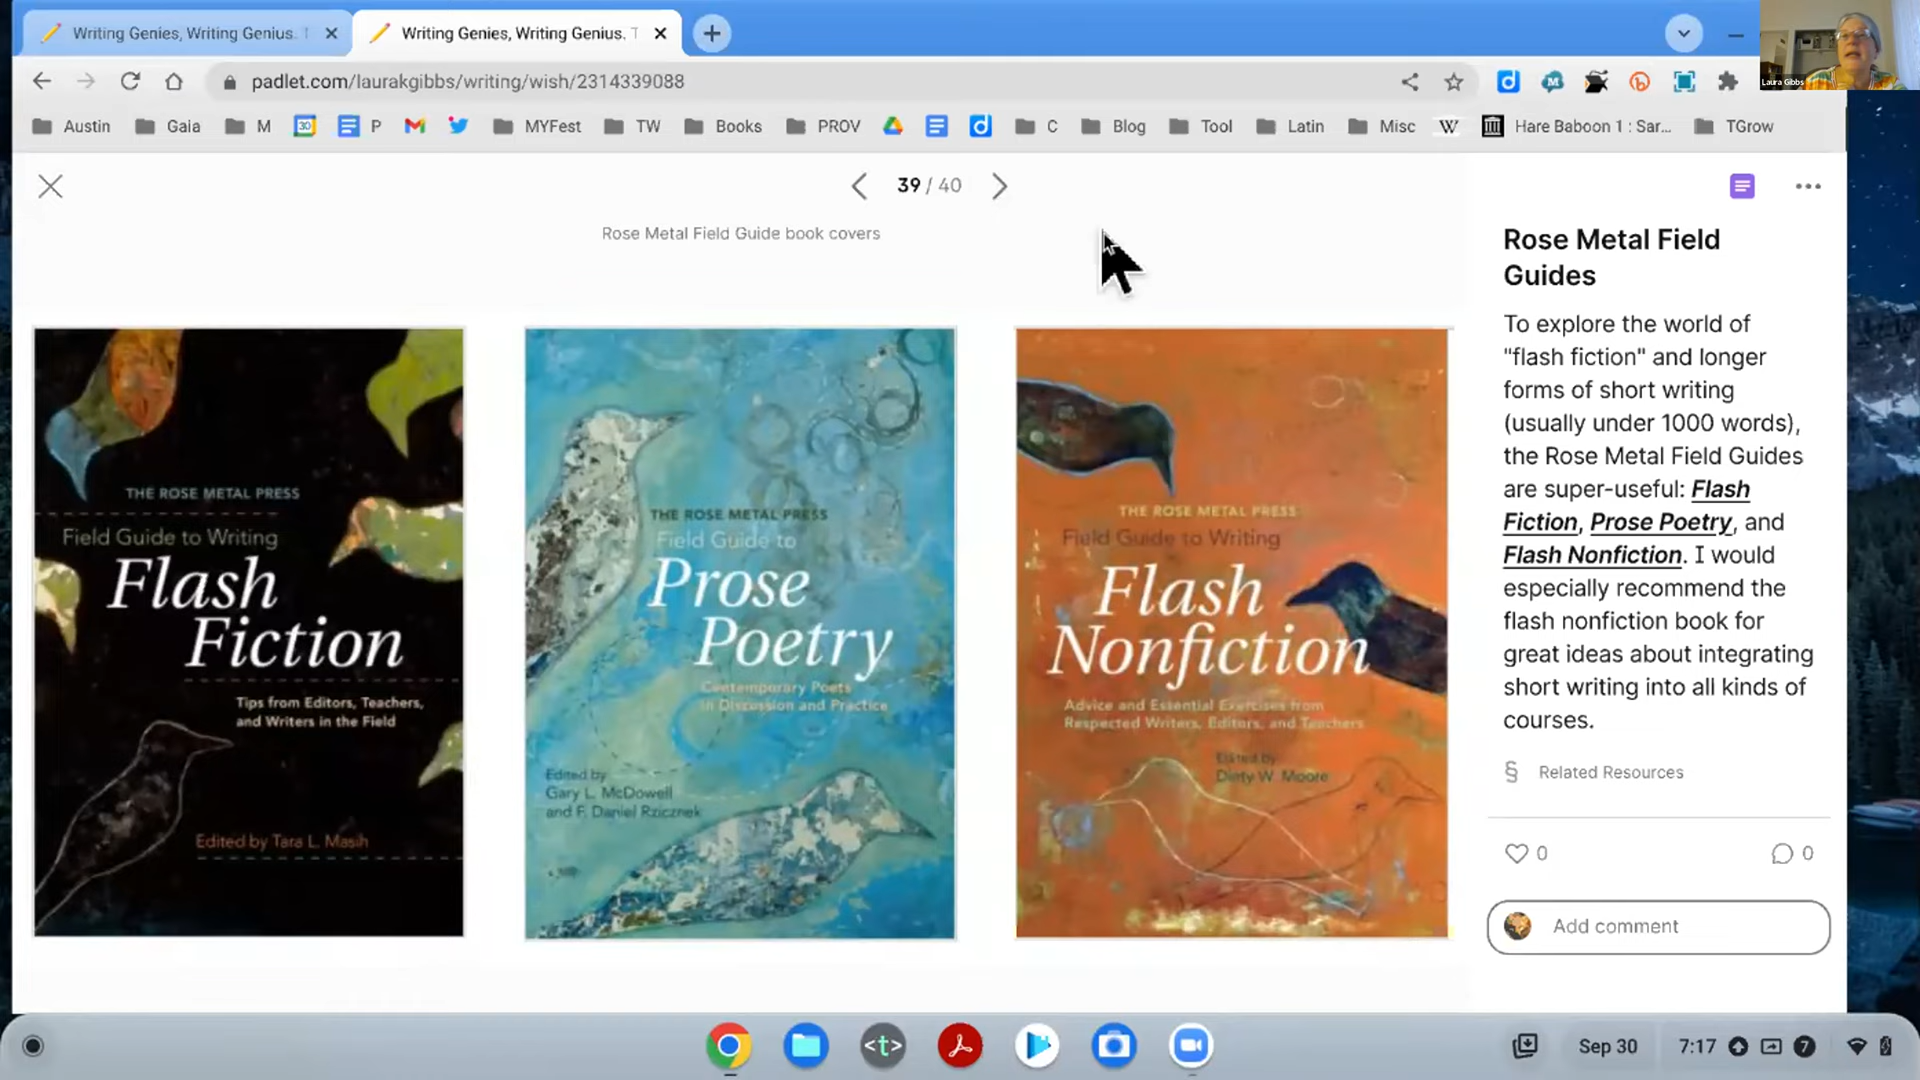 Writing Genies, Writing Genius. T
Writing Genies, Writing Genius. T
padlet.com/laurakgibbs/writing/wish/2314339088
Laura Gibbs
Austin
Gaia
M
30
P
MYFest
TW
Books
PROV
C
Blog
Tool
Latin
Misc
W
Hare Baboon 1 : Sar...
TGrow
39 / 40
Rose Metal Field Guide book covers
THE ROSE METAL PRESS
Field Guide to Writing
Flash
Fiction
Tips from Editors, Teachers,
and Writers in the Field
Edited by Tara L. Masih
THE ROSE METAL PRESS
Field Guide to
Prose
Poetry
Contemporary Poets
in Discussion and Practice
Edited by
Gary L. McDowell
and F. Daniel Rzicznek
THE ROSE METAL PRESS
Field Guide to Writing
Flash
Nonfiction
Advice and Essential Exercises from
Respected Writers, Editors, and Teachers
Edited by
Dinty W. Moore
Rose Metal Field
Guides
To explore the world of
"flash fiction" and longer
forms of short writing
(usually under 1000 words),
the Rose Metal Field Guides
are super-useful: Flash
Fiction, Prose Poetry, and
Flash Nonfiction. I would
especially recommend the
flash nonfiction book for
great ideas about integrating
short writing into all kinds of
courses.
§ Related Resources
0
0
Add comment
<t>
Sep 30
7:17
7